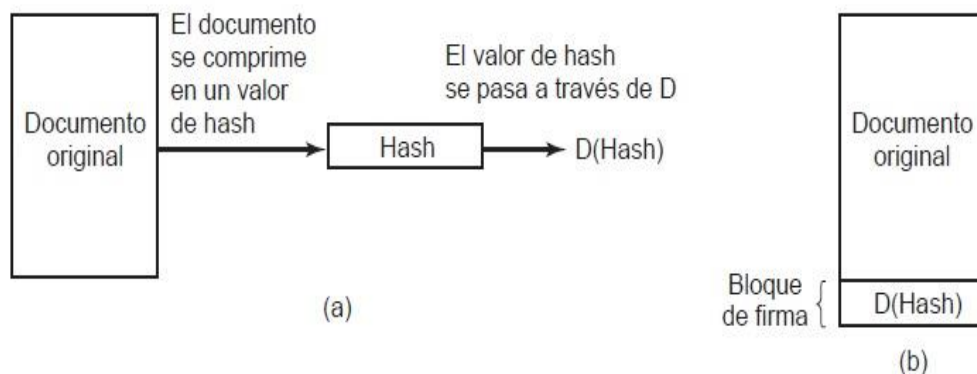 Documento
original
El documento
se comprime
en un valor
de hash
Hash
El valor de hash
se pasa a través de D
D(Hash)
(a)
Documento
original
Bloque
de firma
D(Hash)
(b)